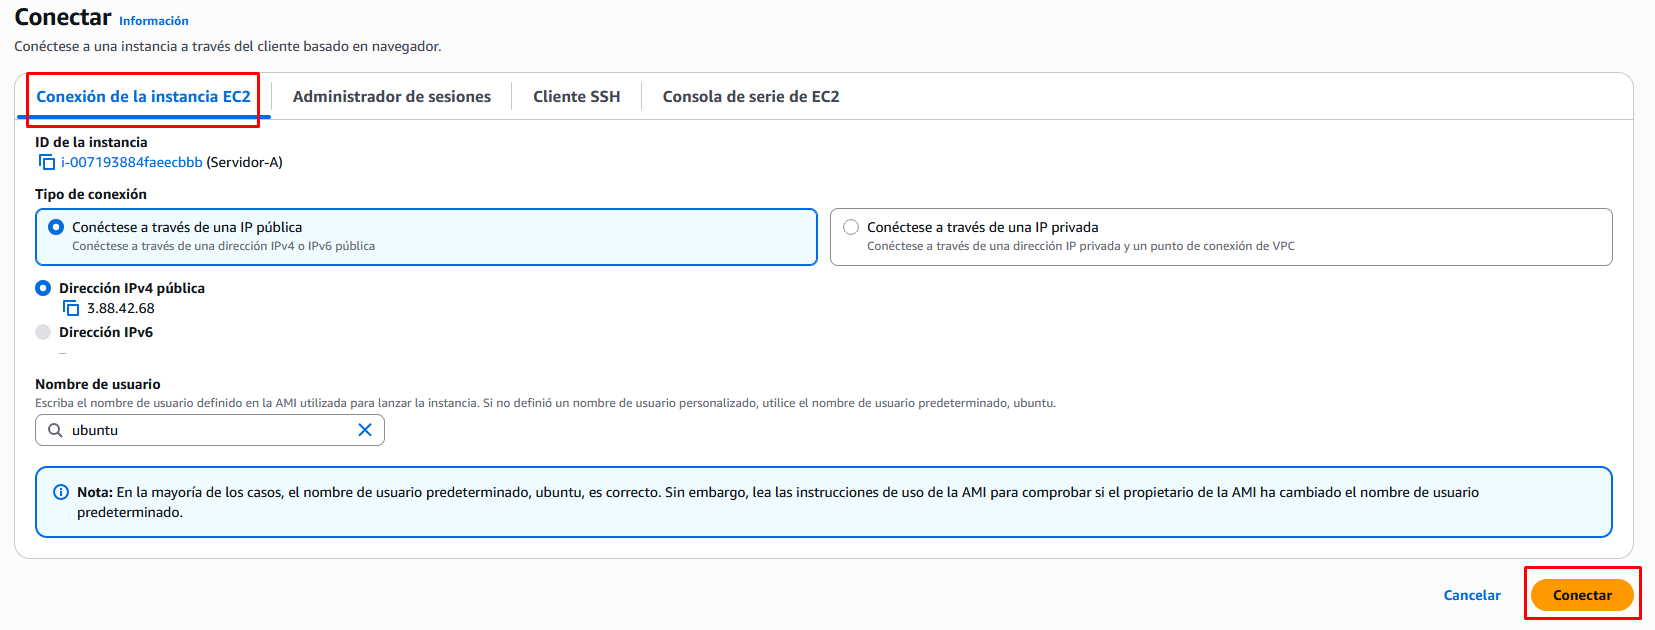 Conectar Información
Conéctese a una instancia a través del cliente basado en navegador.
Conexión de la instancia EC2 Administrador de sesiones Cliente SSH Consola de serie de EC2
ID de la instancia
i-007193884faeecbbb (Servidor-A)
Tipo de conexión
Conéctese a través de una IP pública
Conéctese a través de una dirección IPv4 o IPv6 pública
Conéctese a través de una IP privada
Conéctese a través de una dirección IP privada y un punto de conexión de VPC
Dirección IPv4 pública
3.88.42.68
Dirección IPv6
–
Nombre de usuario
Escriba el nombre de usuario definido en la AMI utilizada para lanzar la instancia. Si no definió un nombre de usuario personalizado, utilice el nombre de usuario predeterminado, ubuntu.
ubuntu
Nota: En la mayoría de los casos, el nombre de usuario predeterminado, ubuntu, es correcto. Sin embargo, lea las instrucciones de uso de la AMI para comprobar si el propietario de la AMI ha cambiado el nombre de usuario
predeterminado.
Cancelar Conectar